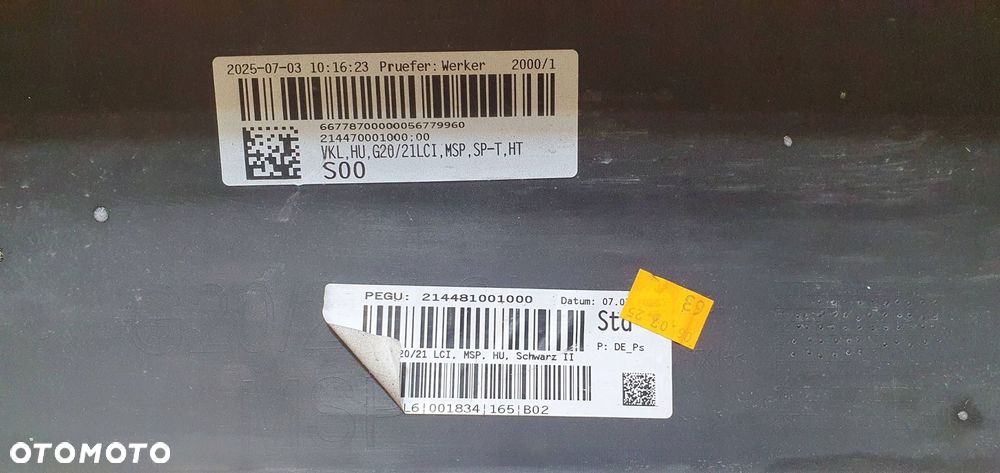 2025-07-03 10:16:23 Pruefer: Werker 2000/1
66778700000056779960
214470001000;00
VKL,HU,G20/21LCI,MSP,SP-T,HT
S00
PEGU: 214481001000 Datum: 07.0
Std
P: DE_Ps
20/21 LCI, MSP, HU, Schwarz II
L6|001834|165|B02
63
OTOMOTO